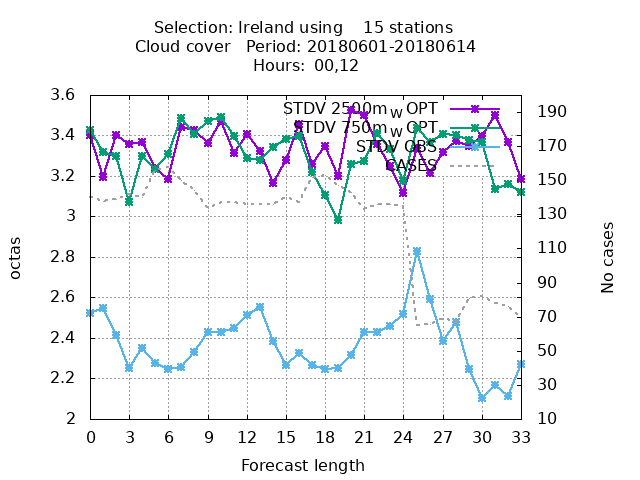 Selection: Ireland using    15 stations
Cloud cover   Period: 20180601-20180614
Hours: 00,12
STDV 2500m_w OPT
STDV 750m_w OPT
STDV OBS
CASES
3.6
3.4
3.2
3
2.8
2.6
2.4
2.2
2
octas
190
170
150
130
110
90
70
50
30
10
No cases
0 3 6 9 12 15 18 21 24 27 30 33
Forecast length